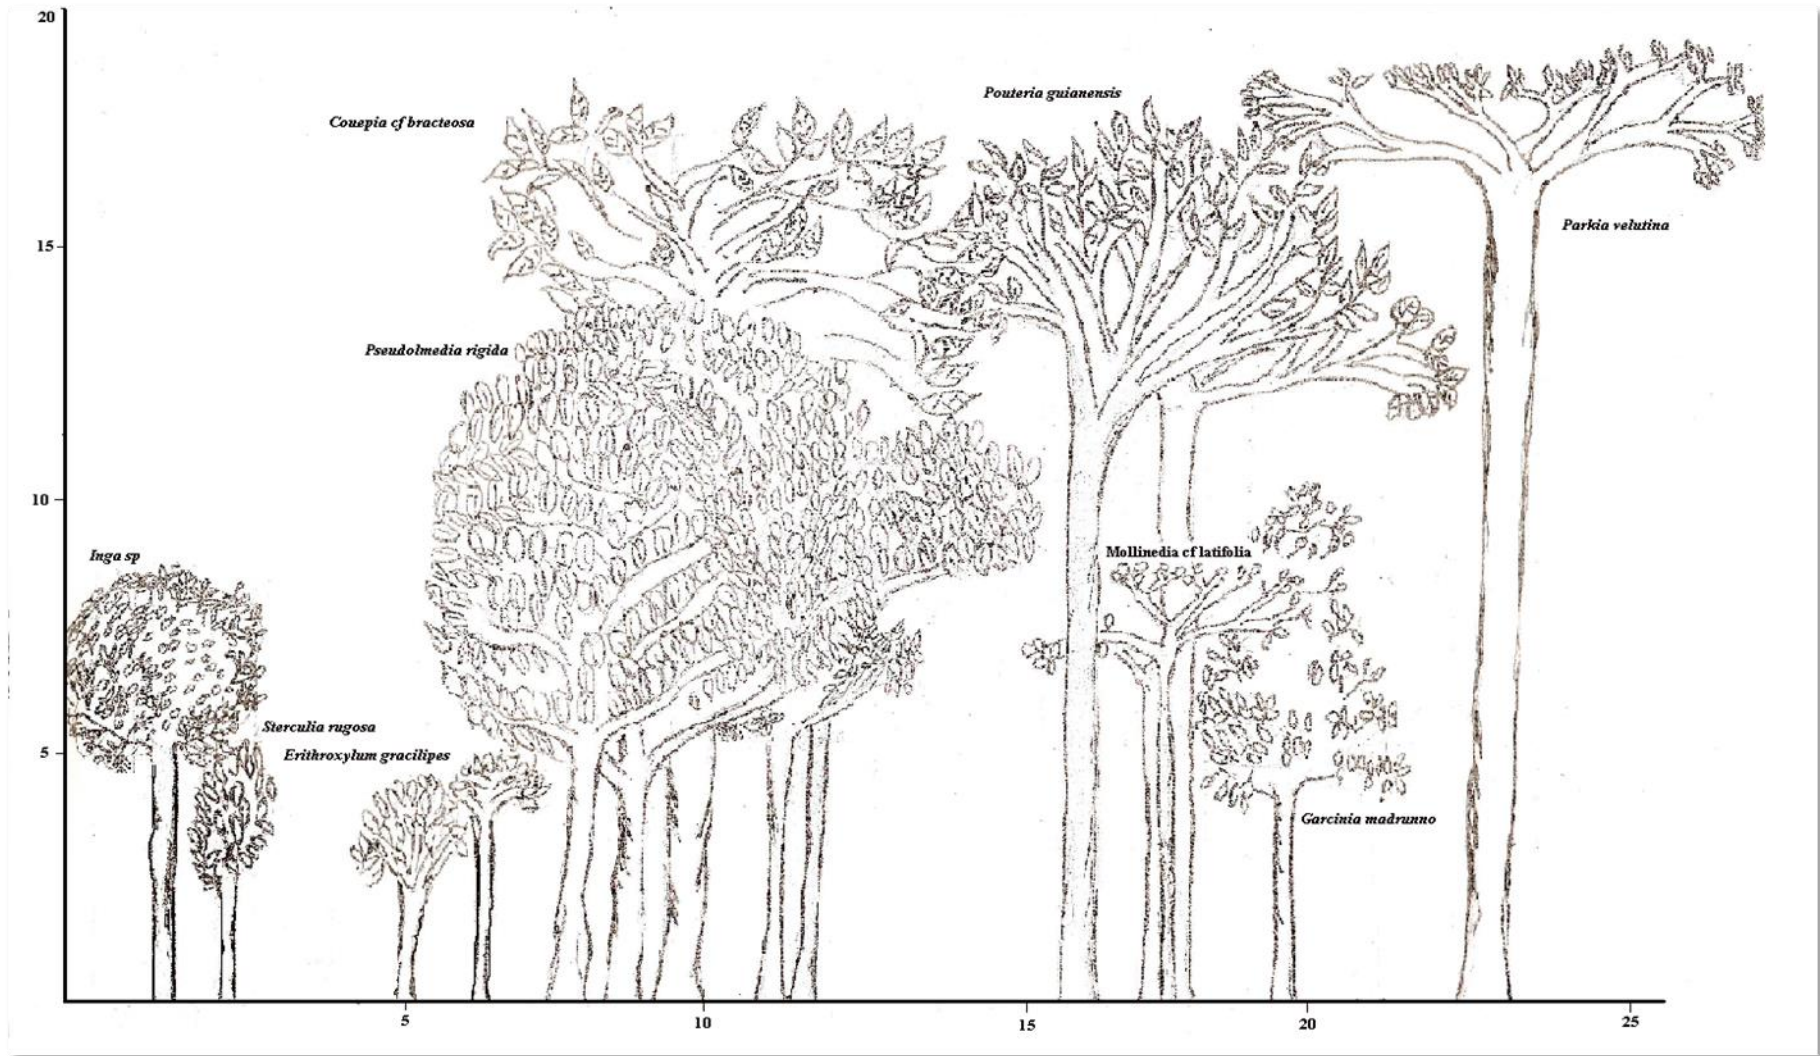 20
Pouteria guianensis
Couepia cf bracteosa
Parkia velutina
15
Pseudolmedia rigida
10
Mollinedia cf latifolia
Inga sp
Sterculia rugosa
Erithroxylum gracilipes
5
Garcinia madrunno
5
10
15
20
25